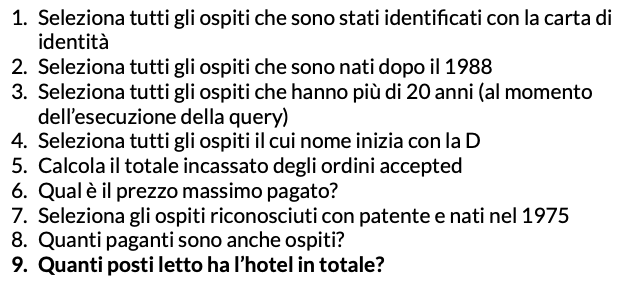 1. Seleziona tutti gli ospiti che sono stati identificati con la carta di
identità
2. Seleziona tutti gli ospiti che sono nati dopo il 1988
3. Seleziona tutti gli ospiti che hanno più di 20 anni (al momento
dell’esecuzione della query)
4. Seleziona tutti gli ospiti il cui nome inizia con la D
5. Calcola il totale incassato degli ordini accepted
6. Qual è il prezzo massimo pagato?
7. Seleziona gli ospiti riconosciuti con patente e nati nel 1975
8. Quanti paganti sono anche ospiti?
9. Quanti posti letto ha l’hotel in totale?